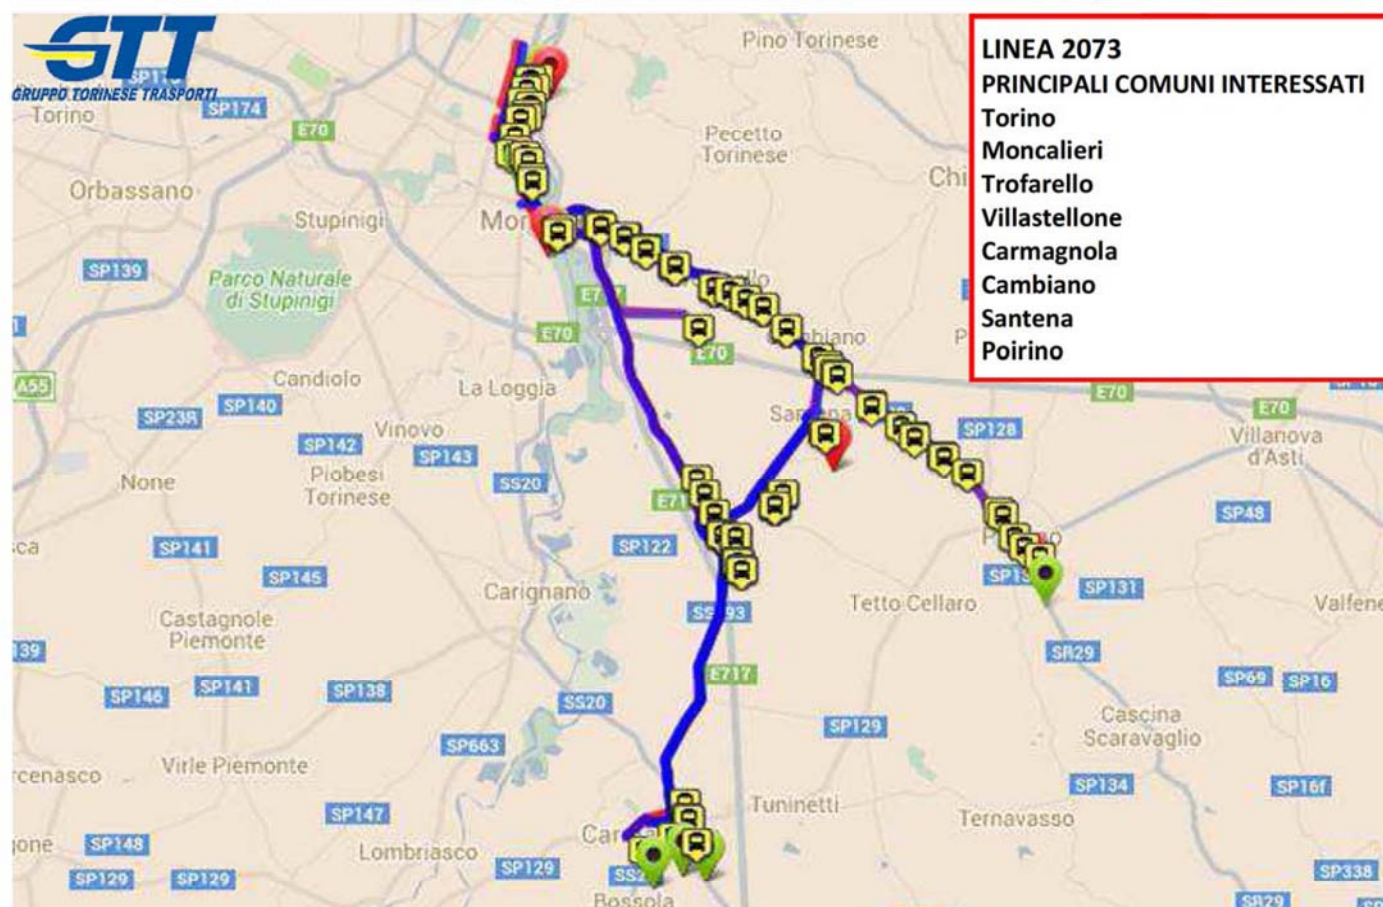 GTT
GRUPPO TORINESE TRASPORTI
LINEA 2073
PRINCIPALI COMUNI INTERESSATI
Torino
Moncalieri
Trofarello
Villastellone
Carmagnola
Cambiano
Santena
Poirino
Pino Torinese
SP174
Torino
E70
Pecetto
Torinese
Orbassano
Stupinigi
SP139
Parco Naturale
di Stupinigi
E70
E70
A55
Candiolo
La Loggia
E70
E70
SP140
SP23R
Vinovo
SP142
SP143
SP128
Villanova
d'Asti
None
Piobesi
Torinese
SS20
SP48
SP122
SP141
SP145
Carignano
Tetto Cellaro
SP131
Castagnole
Piemonte
SR29
E717
SP146
SP141
SP138
SS20
SP69
SP16
SP129
Cascina
Scaravaglio
SP663
Virle Piemonte
SP134
SP16f
Tuninetti
Ternavasso
SP147
SP148
Lombriasco
SP129
SP338
SP129
SP129
Bossola
SR29